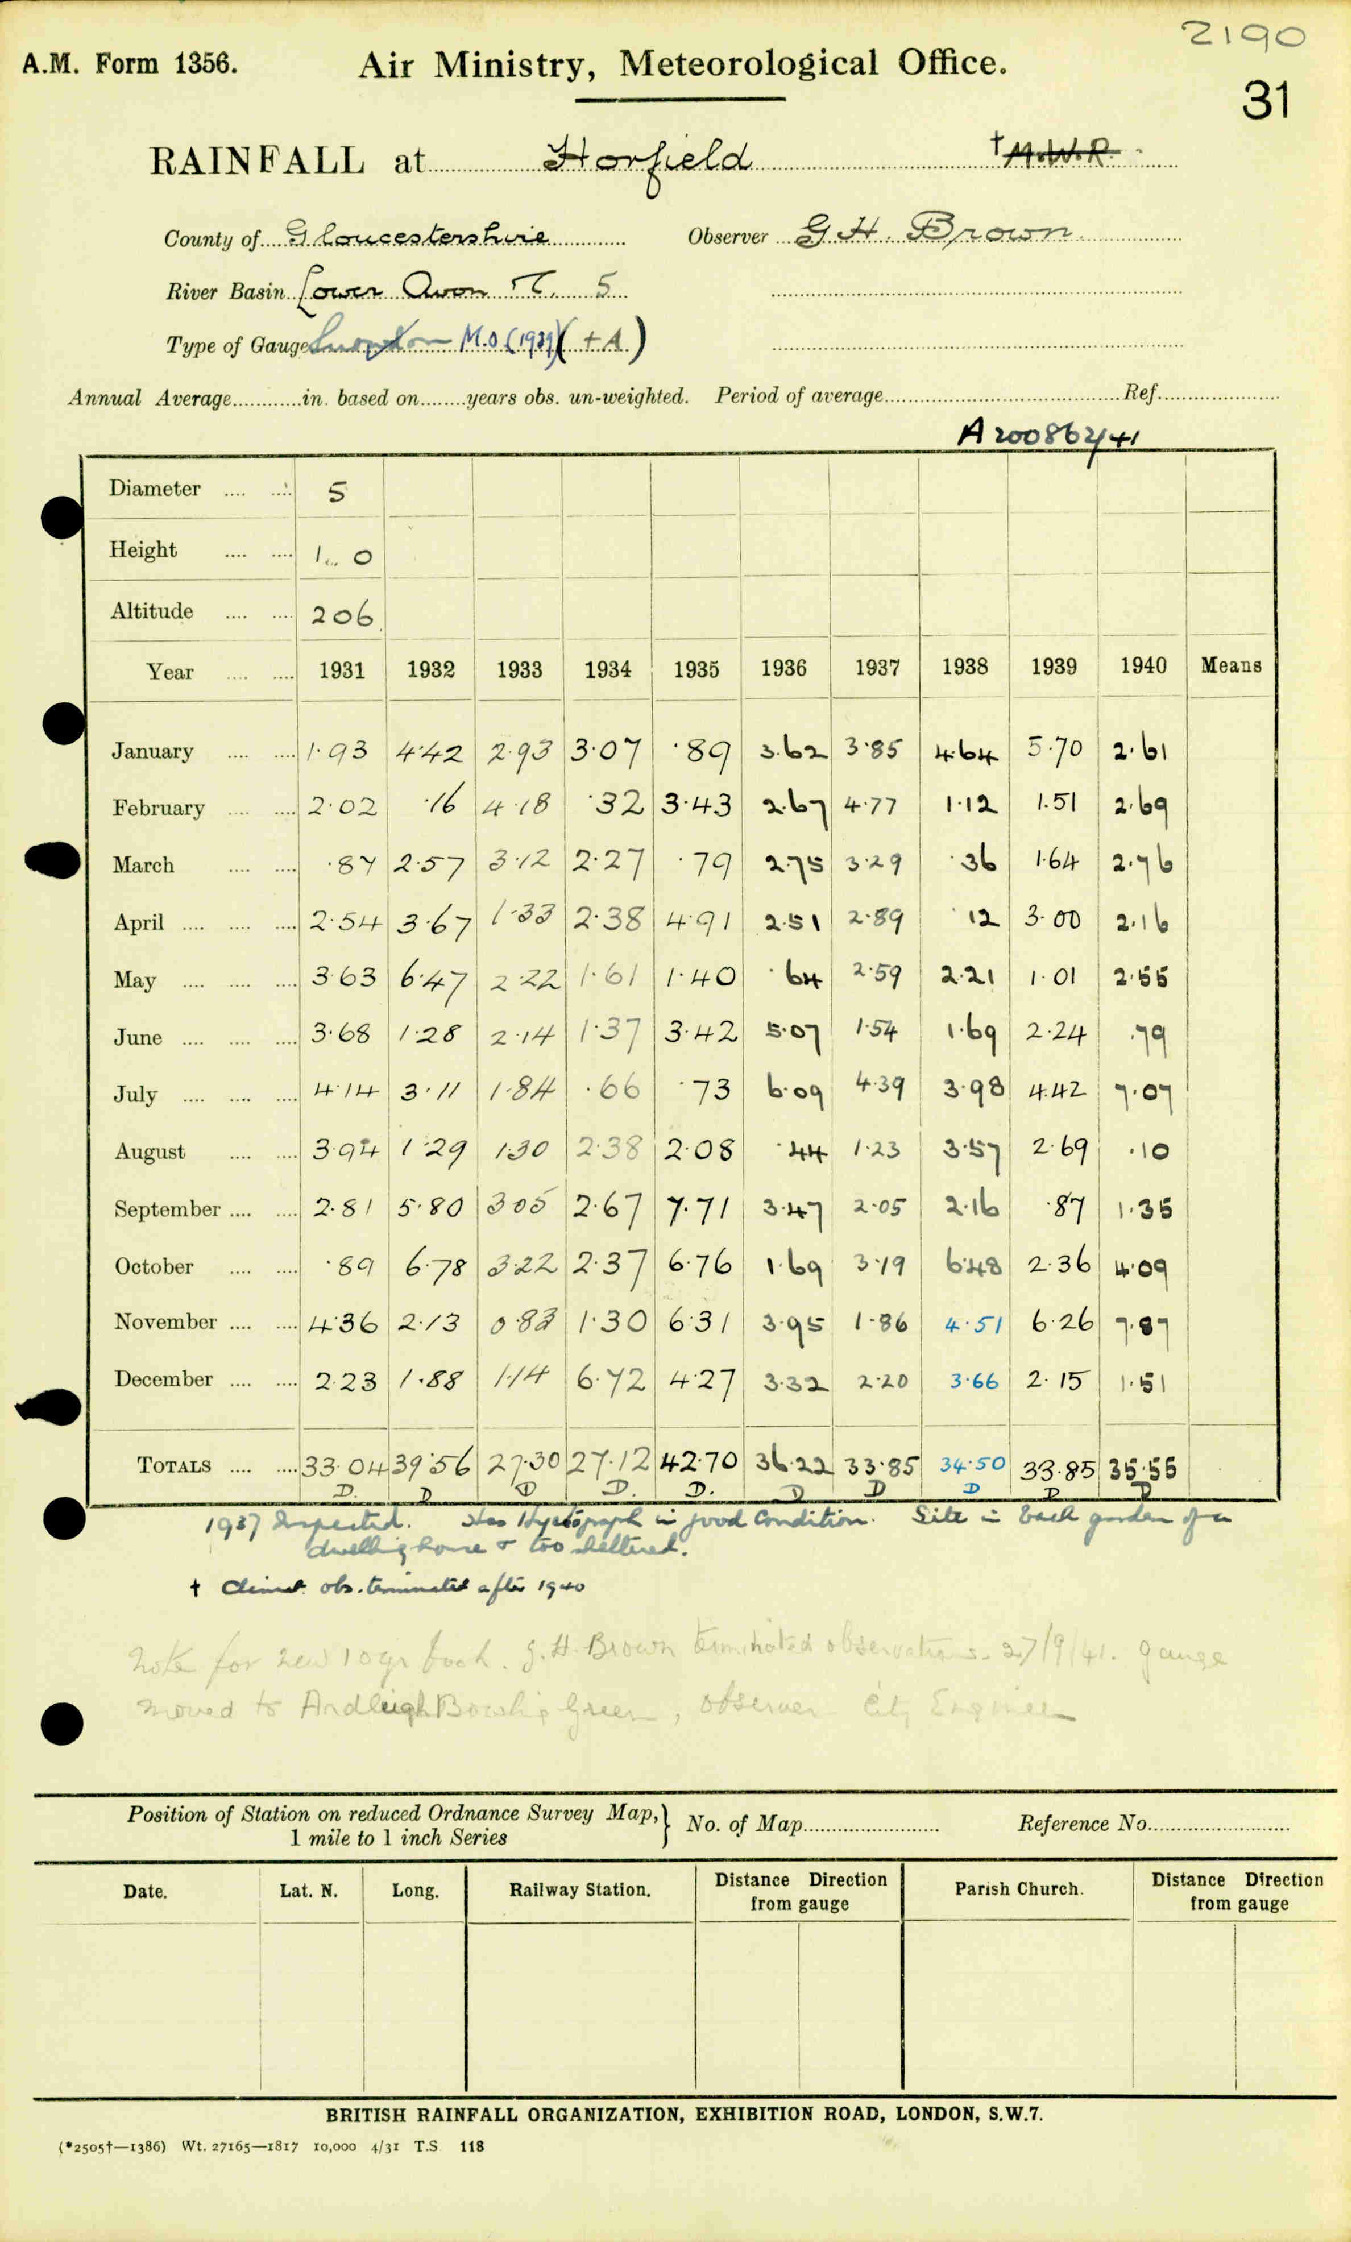 2190
A.M. Form 1356. Air Ministry, Meteorological Office.
31
RAINFALL at Horfield †M.W.R.
County of Gloucestershire Observer G.H. Brown
River Basin Lower Avon 5
Type of Gauge Snowdon M.O. (1939) ( + A )
Annual Average in. based on years obs. un-weighted. Period of average Ref.
A200862/41
Diameter 5
Height 1.. 0
Altitude 206
Year 1931 1932 1933 1934 1935 1936 1937 1938 1939 1940 Means
January 1.93 4.42 2.93 3.07 .89 3.62 3.85 4.64 5.70 2.61
February 2.02 .16 4.18 .32 3.43 2.67 4.77 1.12 1.51 2.69
March .87 2.57 3.12 2.27 .79 2.75 3.29 .36 1.64 2.76
April 2.54 3.67 1.33 2.38 4.91 2.51 2.89 .12 3.00 2.16
May 3.63 6.47 2.22 1.61 1.40 .64 2.59 2.21 1.01 2.55
June 3.68 1.28 2.14 1.37 3.42 5.07 1.54 1.69 2.24 .79
July 4.14 3.11 1.84 .66 .73 6.09 4.39 3.98 4.42 7.07
August 3.94 1.29 1.30 2.38 2.08 .44 1.23 3.57 2.69 .10
September 2.81 5.80 3.05 2.67 7.71 3.47 2.05 2.16 .87 1.35
October .89 6.78 3.22 2.37 6.76 1.69 3.19 6.48 2.36 4.09
November 4.36 2.13 0.83 1.30 6.31 3.95 1.86 4.51 6.26 7.87
December 2.23 1.88 1.14 6.72 4.27 3.32 2.20 3.66 2.15 1.51
TOTALS 33.04 39.56 27.30 27.12 42.70 36.22 33.85 34.50 33.85 35.55
D. D D D. D. D D D D D
1937 Inspected. Has Hyetograph in good condition. Site in back garden of a
dwelling house & too sheltered.
† Climat. obs. terminated after 1940
Note for new 10 yr book. G.H. Brown terminated observations. 27/9/41. gauge
moved to Ardleigh Bowling Green, observer City Engineer
Position of Station on reduced Ordnance Survey Map, } No. of Map Reference No.
1 mile to 1 inch Series
Date. Lat. N. Long. Railway Station. Distance Direction from gauge Parish Church. Distance Direction from gauge
BRITISH RAINFALL ORGANIZATION, EXHIBITION ROAD, LONDON, S.W.7.
(*2505†—1386) Wt. 27165—1817 10,000 4/31 T.S. 118